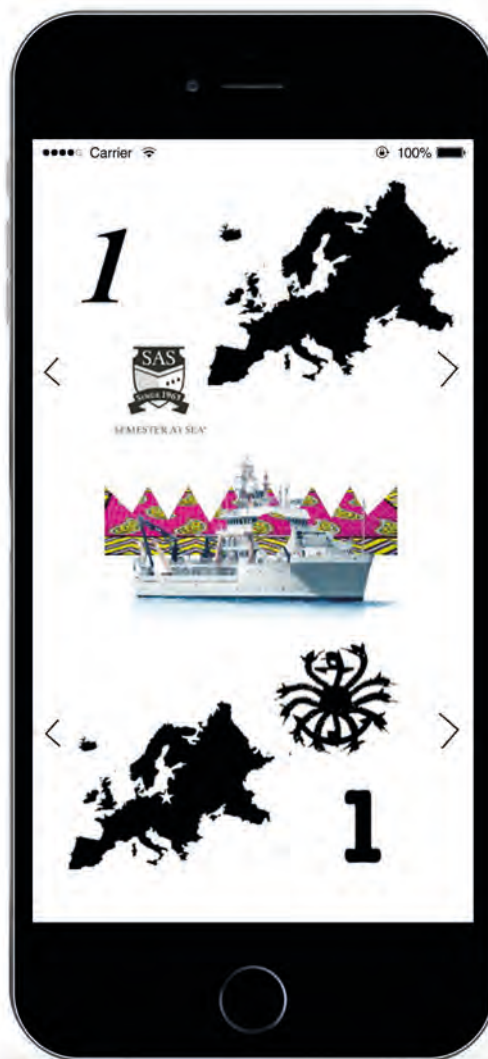 Carrier 100%
1
SAS
SINCE 1963
SEMESTER AT SEA®
1